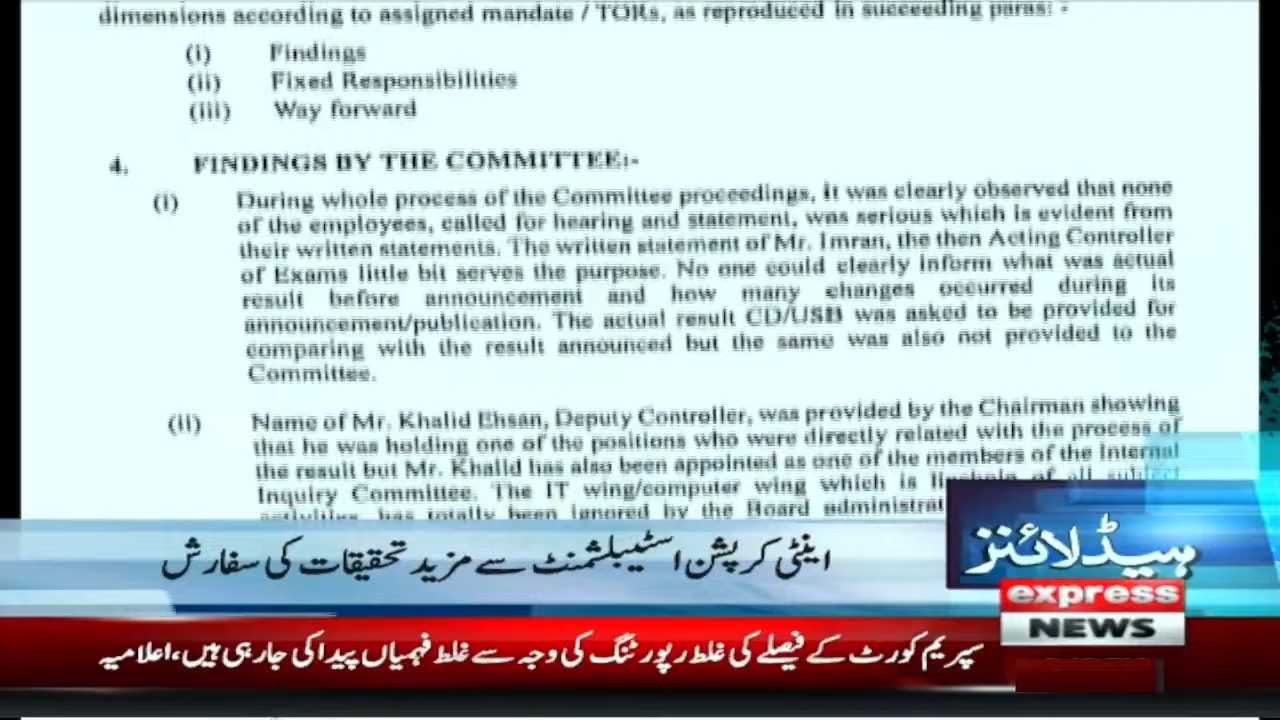 dimensions according to assigned mandate / TORs, as reproduced in succeeding paras: -
(i) Findings
(ii) Fixed Responsibilities
(iii) Way forward
4. FINDINGS BY THE COMMITTEE:-
(i) During whole process of the Committee proceedings, it was clearly observed that none
of the employees, called for hearing and statement, was serious which is evident from
their written statements. The written statement of Mr. Imran, the then Acting Controller
of Exams little bit serves the purpose. No one could clearly inform what was actual
result before announcement and how many changes occurred during its
announcement/publication. The actual result CD/USB was asked to be provided for
comparing with the result announced but the same was also not provided to the
Committee.
(ii) Name of Mr. Khalid Ehsan, Deputy Controller, was provided by the Chairman showing
that he was holding one of the positions who were directly related with the process of
the result but Mr. Khalid has also been appointed as one of the members of the Internal
Inquiry Committee. The IT wing/computer wing which is of all subject
activities, has totally been ignored by the Board
ہیڈلائنز
اینٹی کرپشن اسٹیبلشمنٹ سے مزید تحقیقات کی سفارش
express
NEWS
سپریم کورٹ کے فیصلے کی غلط رپورٹنگ کی وجہ سے غلط فہمیاں پیدا کی جارہی ہیں، اعلامیہ